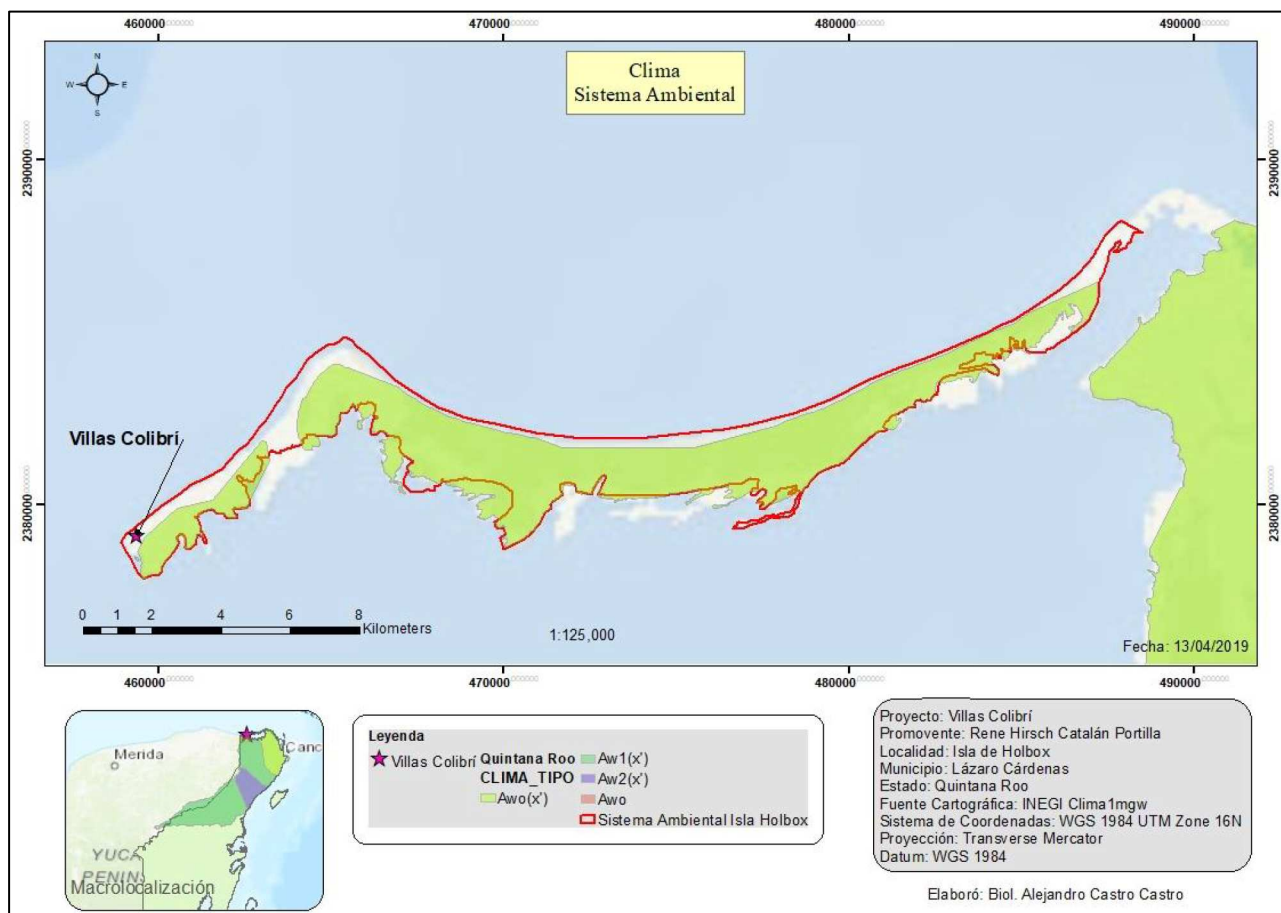 460000
470000
480000
490000
N
W
E
S
Clima
Sistema Ambiental
2390000
2390000
Villas Colibrí
2380000
2380000
0 1 2 4 6 8
Kilometers
1:125,000
Fecha: 13/04/2019
460000
470000
480000
490000
Merida
Canc
YUCA
PENIN
Macrolocalización
Leyenda
Villas Colibrí
Quintana Roo
CLIMA_TIPO
Awo(x')
Aw1(x')
Aw2(x')
Awo
Sistema Ambiental Isla Holbox
Proyecto: Villas Colibrí
Promovente: Rene Hirsch Catalán Portilla
Localidad: Isla de Holbox
Municipio: Lázaro Cárdenas
Estado: Quintana Roo
Fuente Cartográfica: INEGI Clima1mgw
Sistema de Coordenadas: WGS 1984 UTM Zone 16N
Proyección: Transverse Mercator
Datum: WGS 1984
Elaboró: Biol. Alejandro Castro Castro